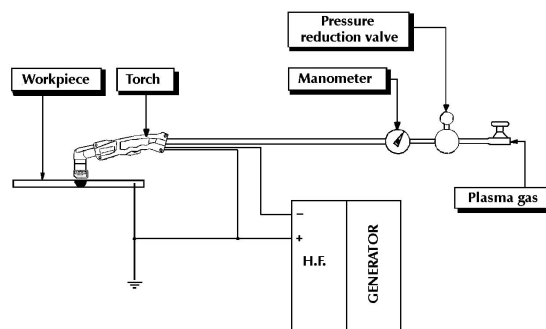 Pressure
reduction valve
Workpiece
Torch
Manometer
Plasma gas
−
+
H.F.
GENERATOR